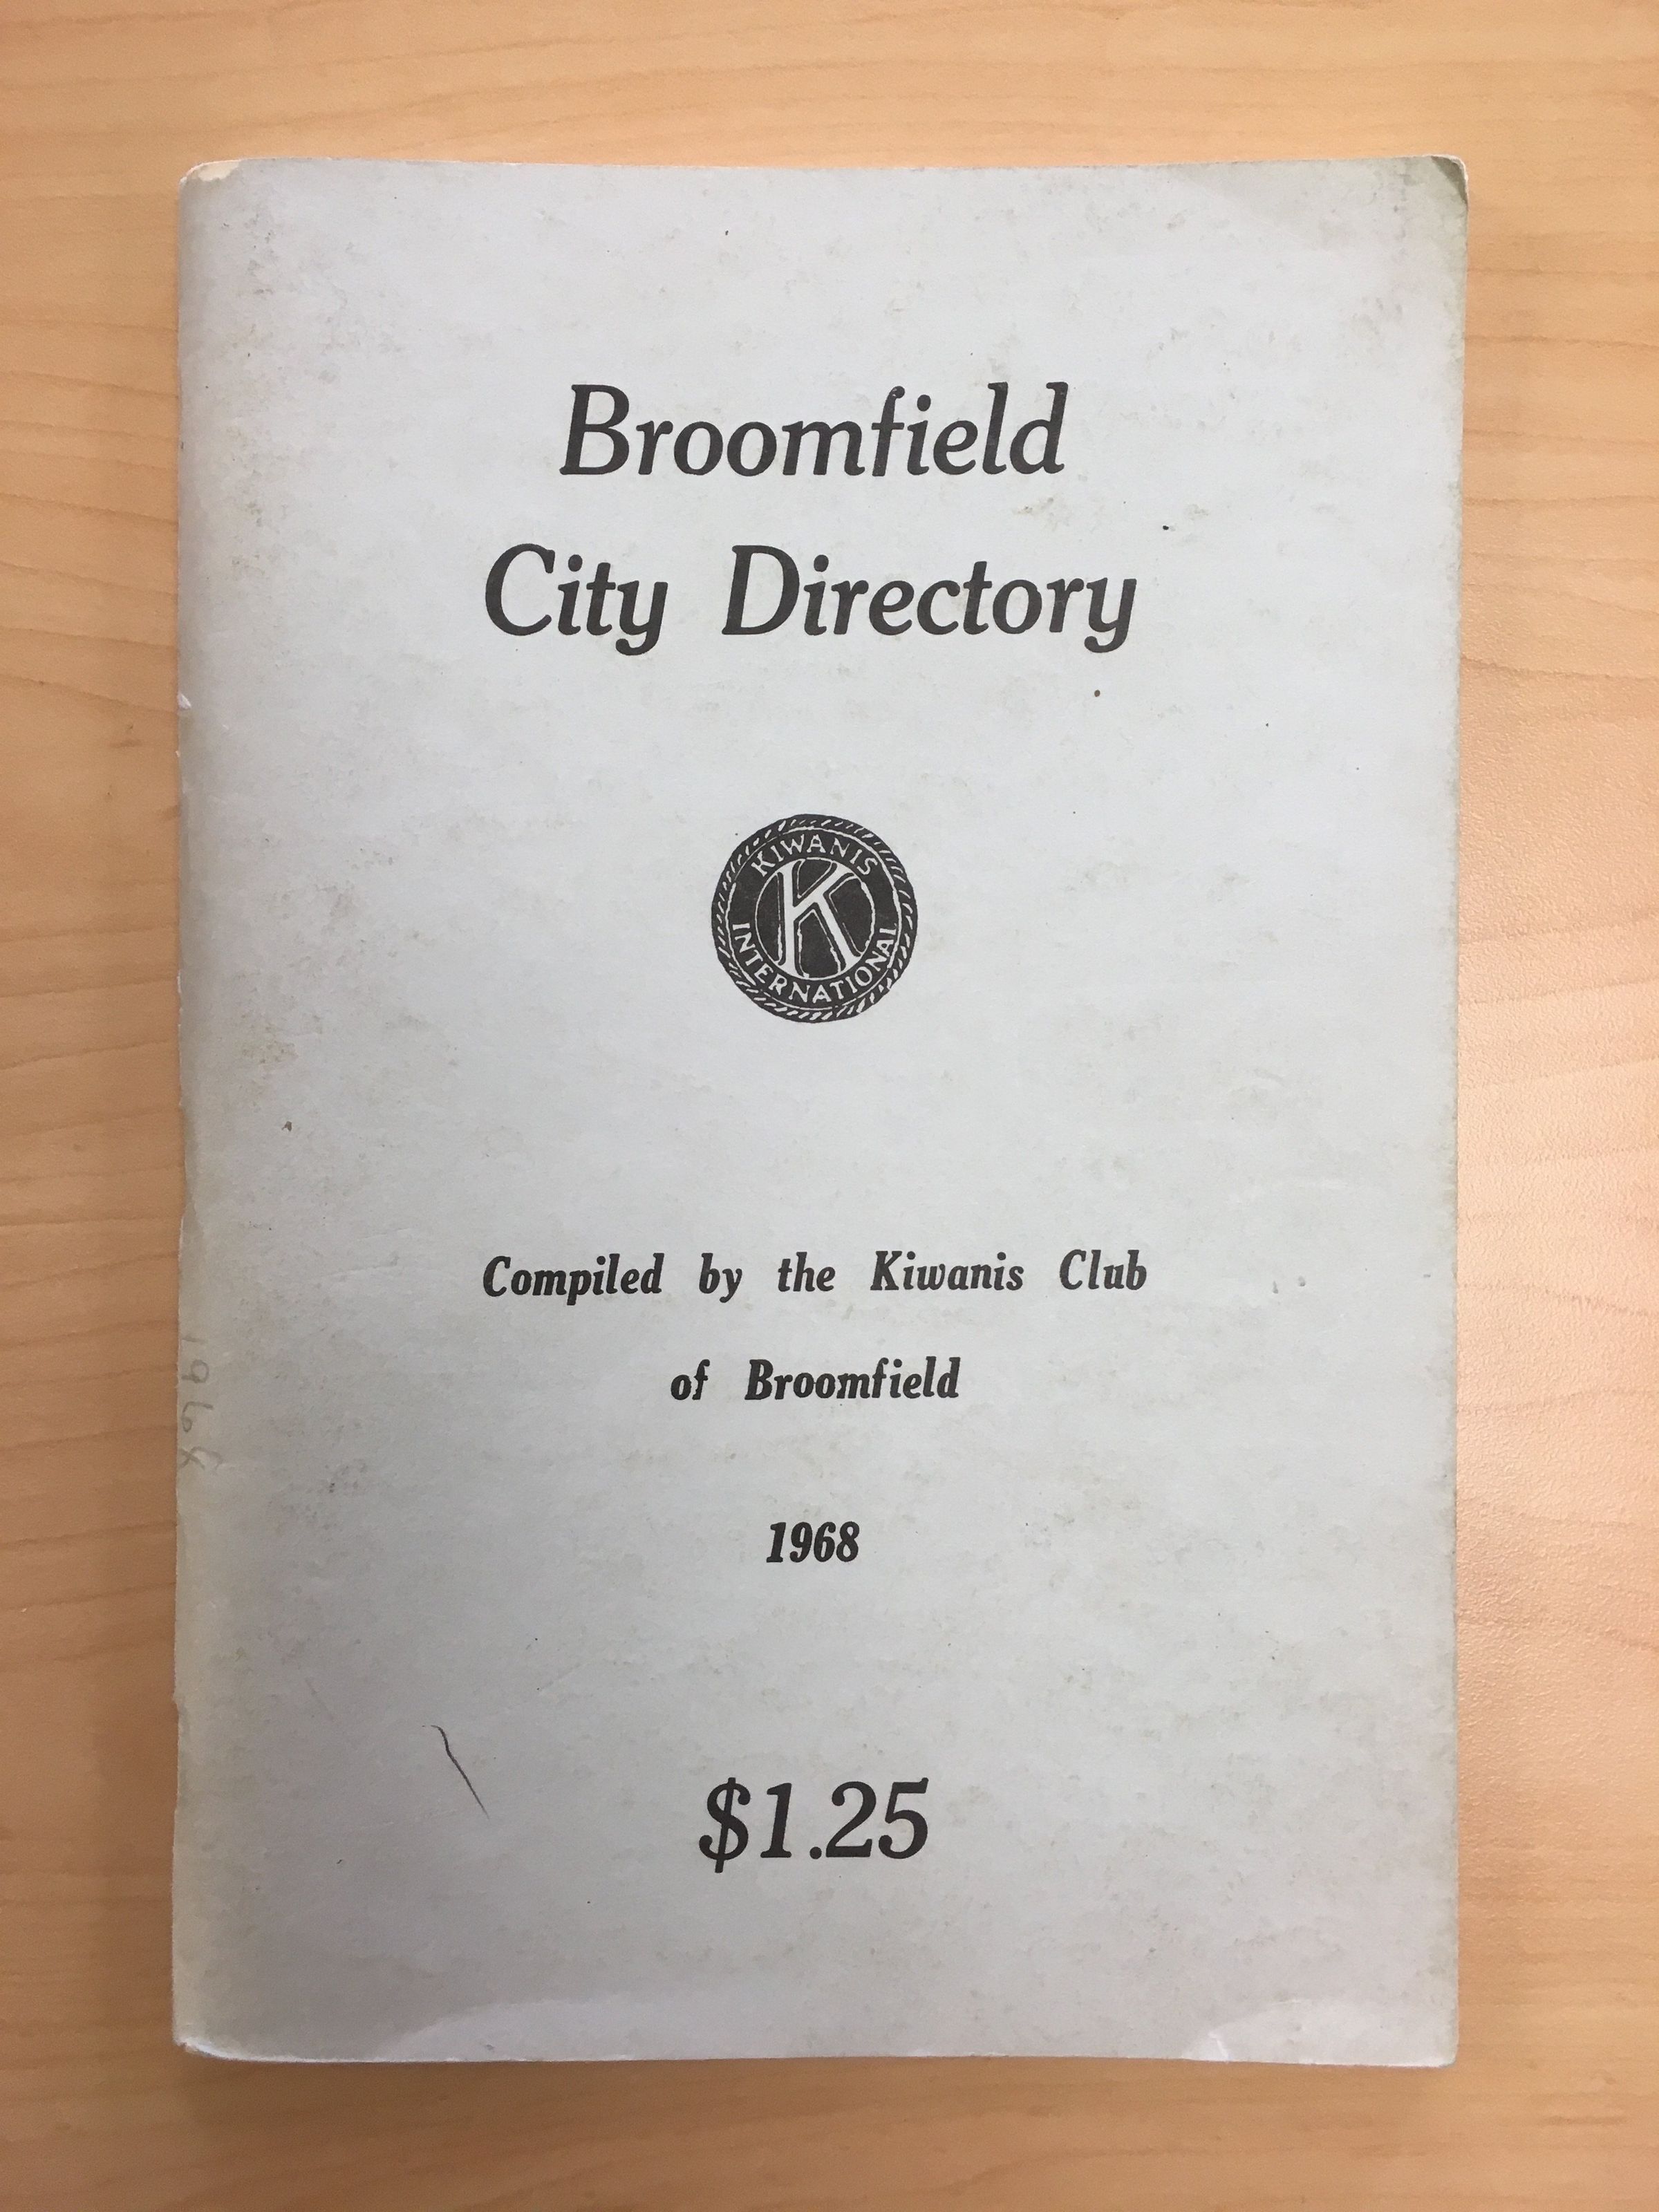 Broomfield
City Directory
KIWANIS
K
INTERNATIONAL
Compiled by the Kiwanis Club
of Broomfield
1968
1968
$1.25